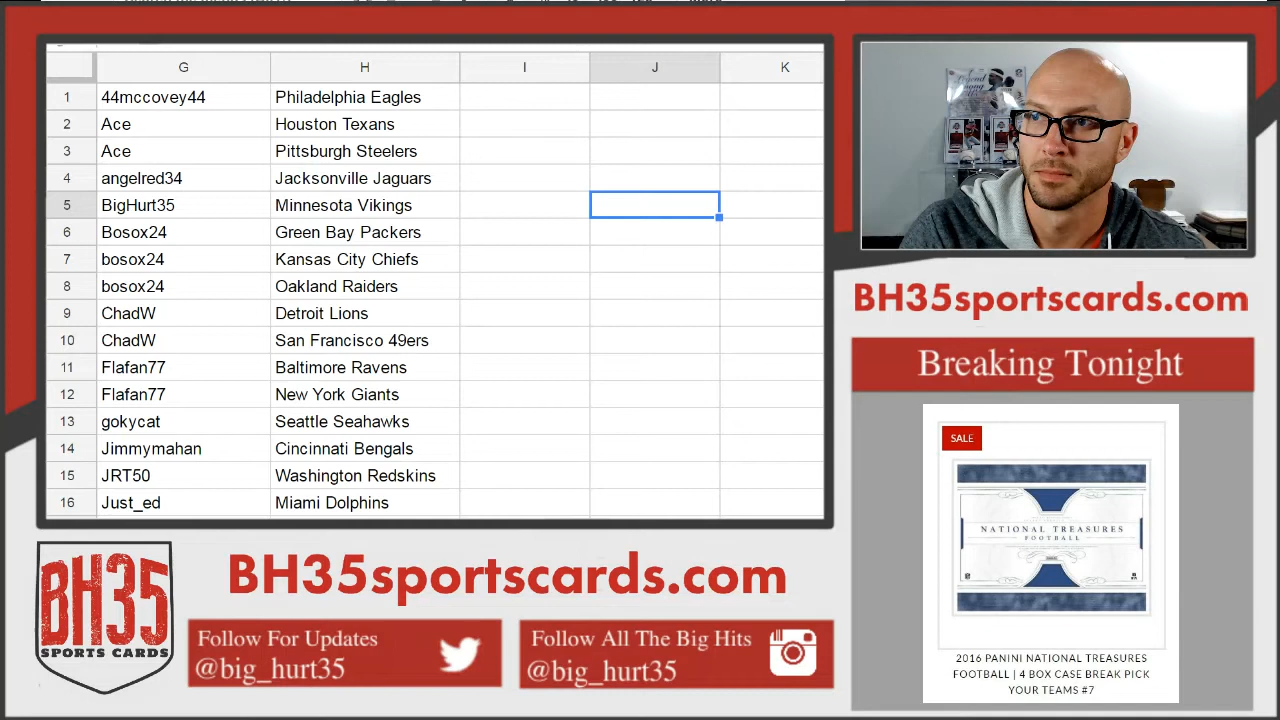 G H I J K
1 44mccovey44 Philadelphia Eagles
2 Ace Houston Texans
3 Ace Pittsburgh Steelers
4 angelred34 Jacksonville Jaguars
5 BigHurt35 Minnesota Vikings
6 Bosox24 Green Bay Packers
7 bosox24 Kansas City Chiefs
8 bosox24 Oakland Raiders
9 ChadW Detroit Lions
10 ChadW San Francisco 49ers
11 Flafan77 Baltimore Ravens
12 Flafan77 New York Giants
13 gokycat Seattle Seahawks
14 Jimmymahan Cincinnati Bengals
15 JRT50 Washington Redskins
16 Just_ed Miami Dolphins
BH35sportscards.com
Breaking Tonight
SALE
NATIONAL TREASURES
FOOTBALL
2016 PANINI NATIONAL TREASURES
FOOTBALL | 4 BOX CASE BREAK PICK
YOUR TEAMS #7
BH35
SPORTS CARDS
BH35sportscards.com
Follow For Updates
@big_hurt35
Follow All The Big Hits
@big_hurt35